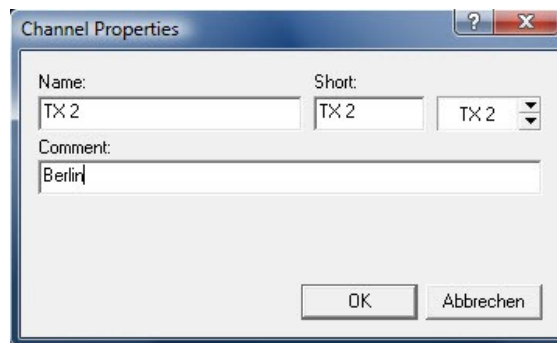 Channel Properties
Name: Short:
TX 2 TX 2 TX 2
Comment:
Berlin
OK Abbrechen